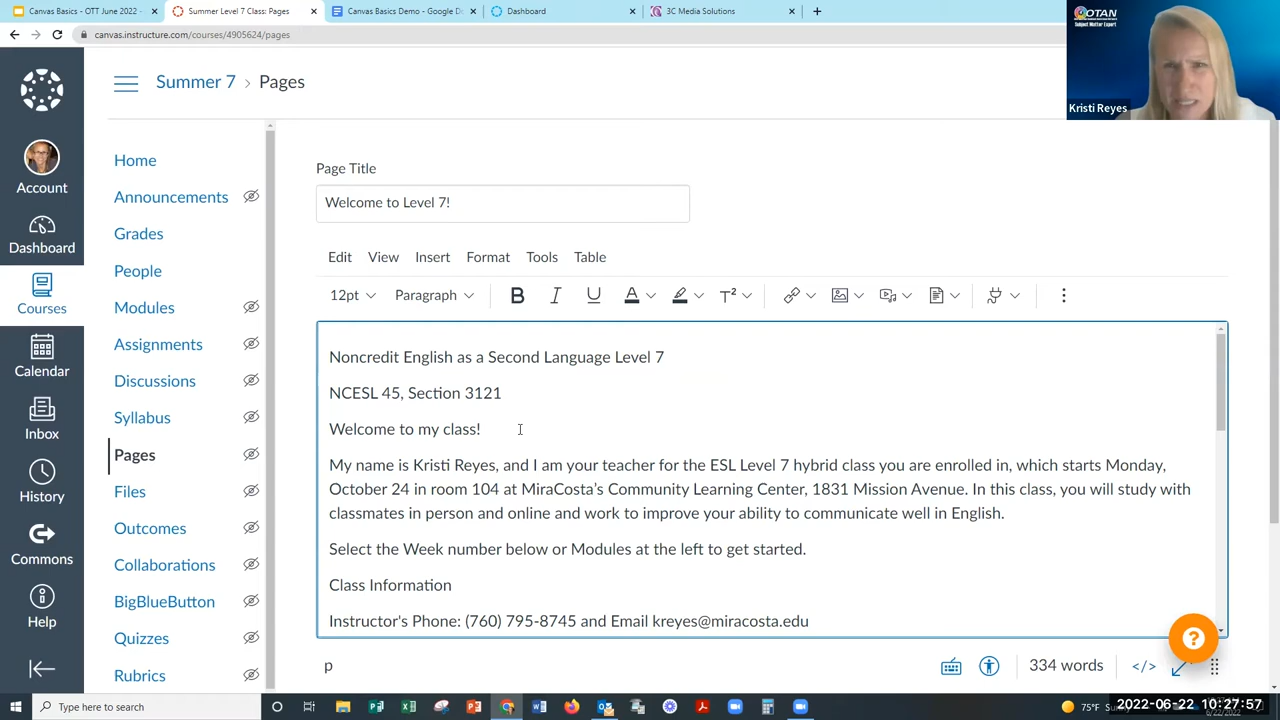 Canvas Basics - OTT June 2022 -
Summer Level 7 Class: Pages
Canvas Basics Demo - Google D
Dashboard
3C Media Solutions
canvas.instructure.com/courses/4905624/pages
OTAN
Subject Matter Expert
Kristi Reyes
Summer 7 > Pages
Account
Dashboard
Courses
Calendar
Inbox
History
Commons
Help
Home
Announcements
Grades
People
Modules
Assignments
Discussions
Syllabus
Pages
Files
Outcomes
Collaborations
BigBlueButton
Quizzes
Rubrics
Page Title
Welcome to Level 7!
Edit View Insert Format Tools Table
12pt Paragraph B I U A T²
Noncredit English as a Second Language Level 7
NCESL 45, Section 3121
Welcome to my class!
My name is Kristi Reyes, and I am your teacher for the ESL Level 7 hybrid class you are enrolled in, which starts Monday,
October 24 in room 104 at MiraCosta's Community Learning Center, 1831 Mission Avenue. In this class, you will study with
classmates in person and online and work to improve your ability to communicate well in English.
Select the Week number below or Modules at the left to get started.
Class Information
Instructor's Phone: (760) 795-8745 and Email kreyes@miracosta.edu
p
334 words
</>
Type here to search
75°F
2022-06-22 10:27:57